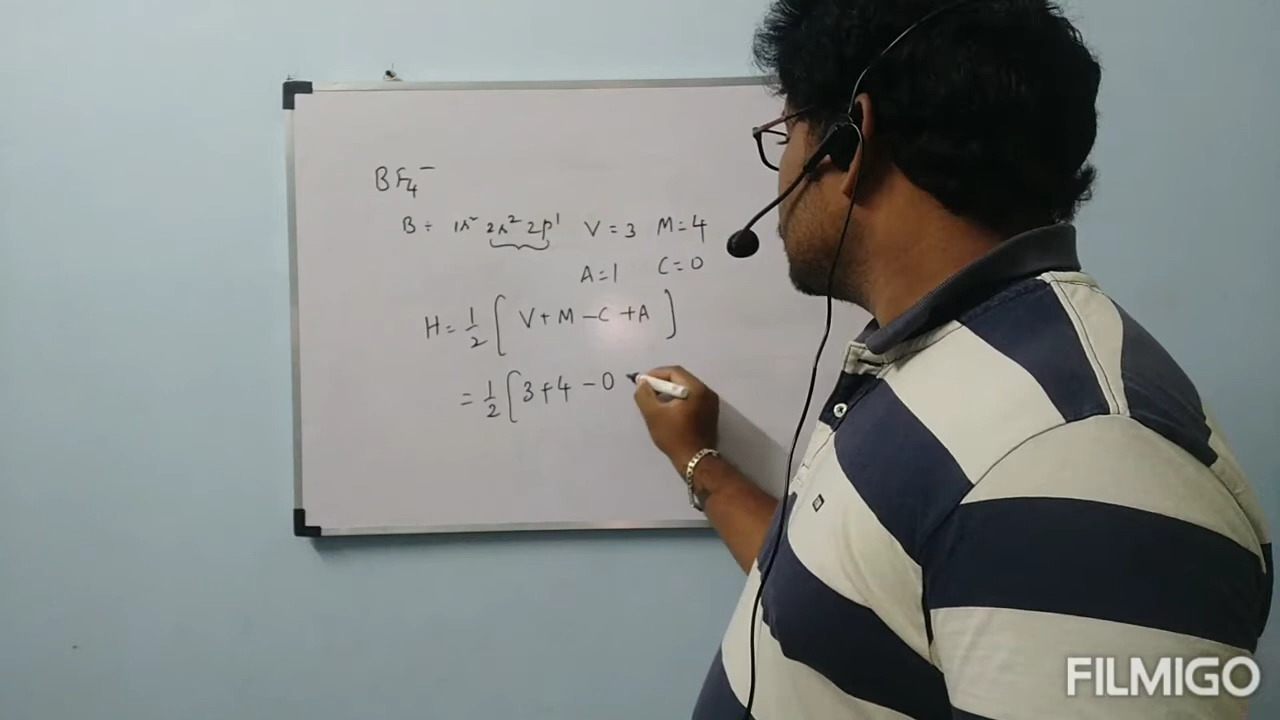 BF₄⁻
B ÷ 1s² 2s² 2p¹ V = 3 M = 4
A = 1 C = 0
H = 1/2 [ V + M - C + A ]
= 1/2 [ 3 + 4 - 0
FILMIGO